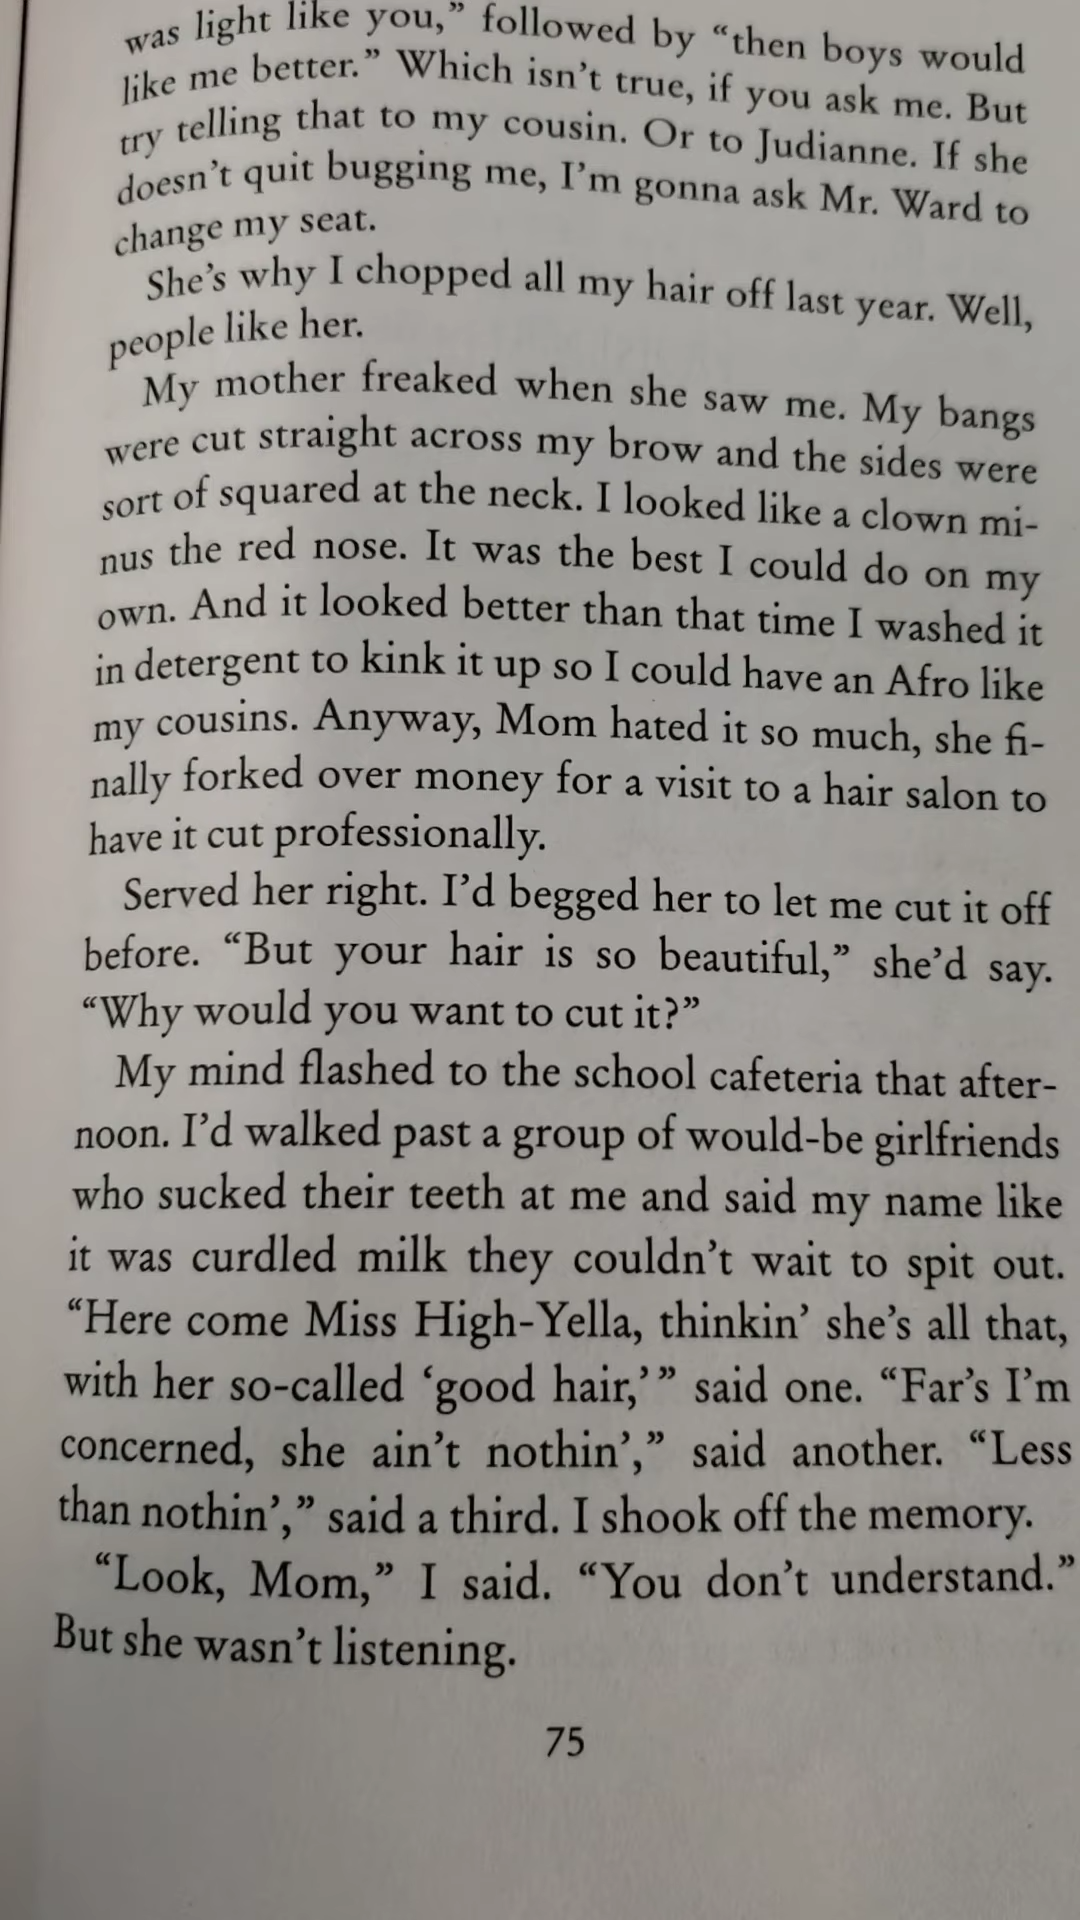 was light like you,” followed by “then boys would
like me better.” Which isn’t true, if you ask me. But
try telling that to my cousin. Or to Judianne. If she
doesn’t quit bugging me, I’m gonna ask Mr. Ward to
change my seat.
She’s why I chopped all my hair off last year. Well,
people like her.
My mother freaked when she saw me. My bangs
were cut straight across my brow and the sides were
sort of squared at the neck. I looked like a clown mi-
nus the red nose. It was the best I could do on my
own. And it looked better than that time I washed it
in detergent to kink it up so I could have an Afro like
my cousins. Anyway, Mom hated it so much, she fi-
nally forked over money for a visit to a hair salon to
have it cut professionally.
Served her right. I’d begged her to let me cut it off
before. “But your hair is so beautiful,” she’d say.
“Why would you want to cut it?”
My mind flashed to the school cafeteria that after-
noon. I’d walked past a group of would-be girlfriends
who sucked their teeth at me and said my name like
it was curdled milk they couldn’t wait to spit out.
“Here come Miss High-Yella, thinkin’ she’s all that,
with her so-called ‘good hair,’” said one. “Far’s I’m
concerned, she ain’t nothin’,” said another. “Less
than nothin’,” said a third. I shook off the memory.
“Look, Mom,” I said. “You don’t understand.”
But she wasn’t listening.
75